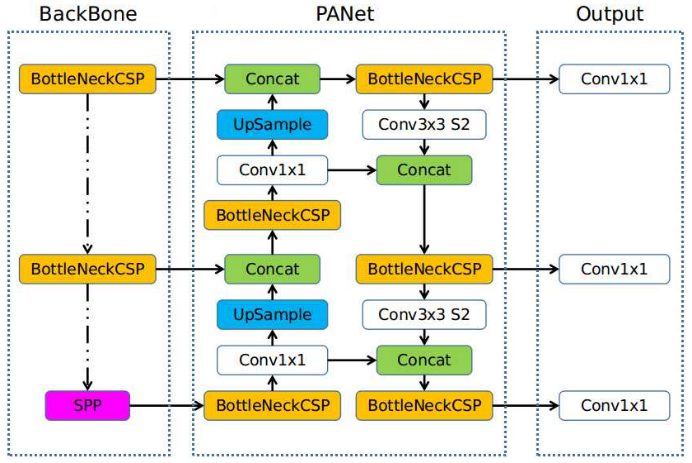 BackBone
PANet
Output
BottleNeckCSP
Concat
BottleNeckCSP
Conv1x1
UpSample
Conv3x3 S2
Conv1x1
Concat
BottleNeckCSP
BottleNeckCSP
Concat
BottleNeckCSP
Conv1x1
UpSample
Conv3x3 S2
Conv1x1
Concat
SPP
BottleNeckCSP
BottleNeckCSP
Conv1x1